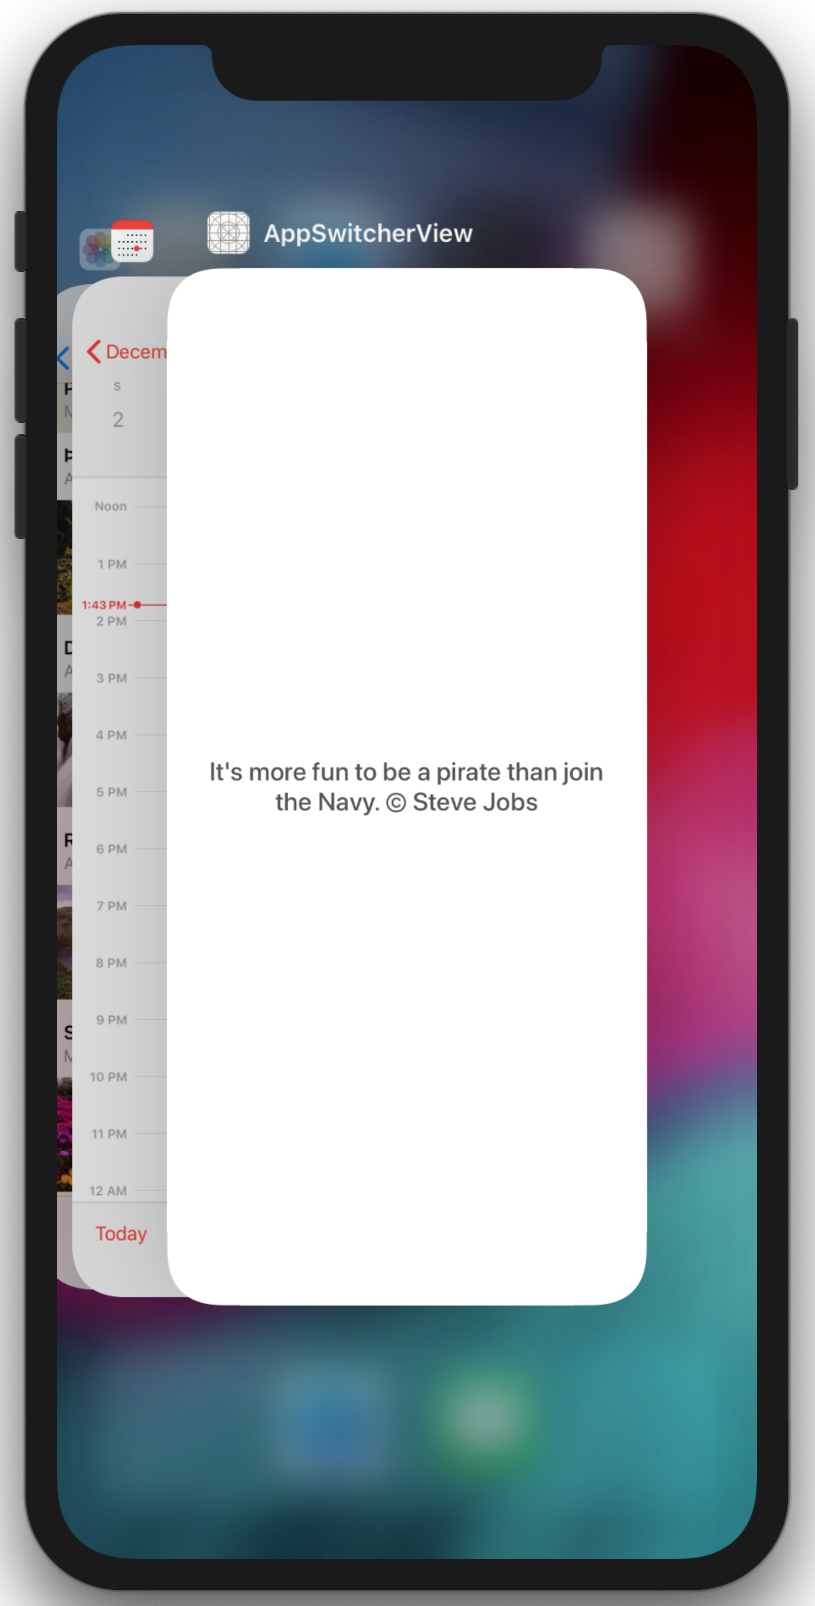 AppSwitcherView
Decem
S
2
Noon
1 PM
1:43 PM
2 PM
3 PM
4 PM
5 PM
6 PM
7 PM
8 PM
9 PM
10 PM
11 PM
12 AM
Today
It's more fun to be a pirate than join
the Navy. © Steve Jobs